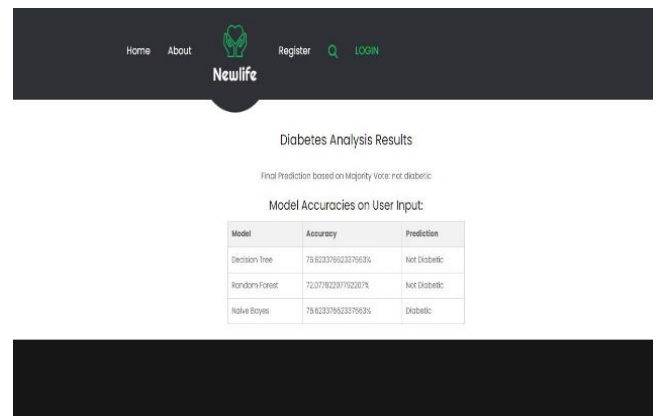 Home About Register LOGIN
Newlife
Diabetes Analysis Results
Final Prediction based on Majority Vote: not diabetic
Model Accuracies on User Input:
Model Accuracy Prediction
Decision Tree Not Diabetic
Random Forest Not Diabetic
Naive Bayes Diabetic